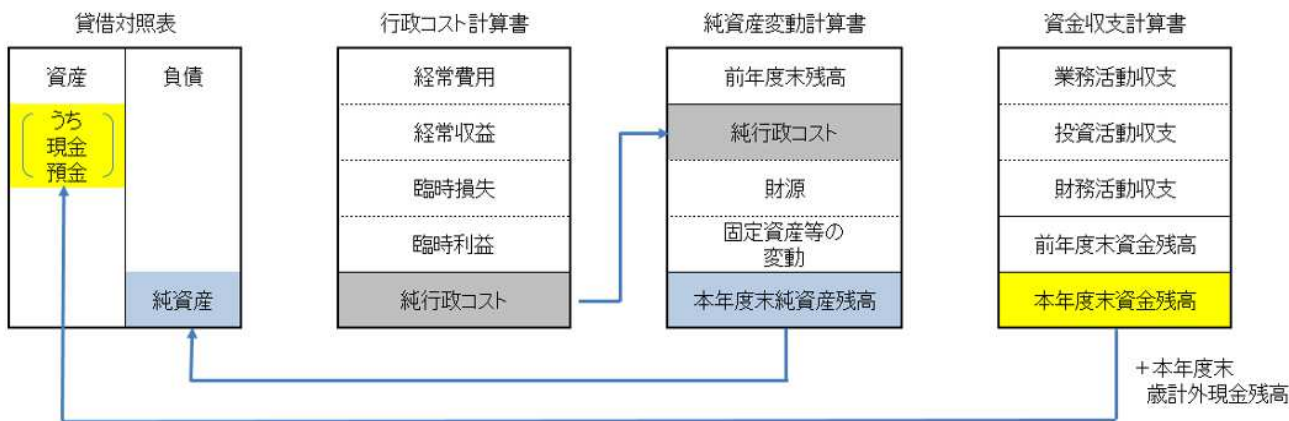 貸借対照表
資産
負債
うち
現金
預金
純資産
行政コスト計算書
経常費用
経常収益
臨時損失
臨時利益
純行政コスト
純資産変動計算書
前年度末残高
純行政コスト
財源
固定資産等の
変動
本年度末純資産残高
資金収支計算書
業務活動収支
投資活動収支
財務活動収支
前年度末資金残高
本年度末資金残高
+本年度末
歳計外現金残高